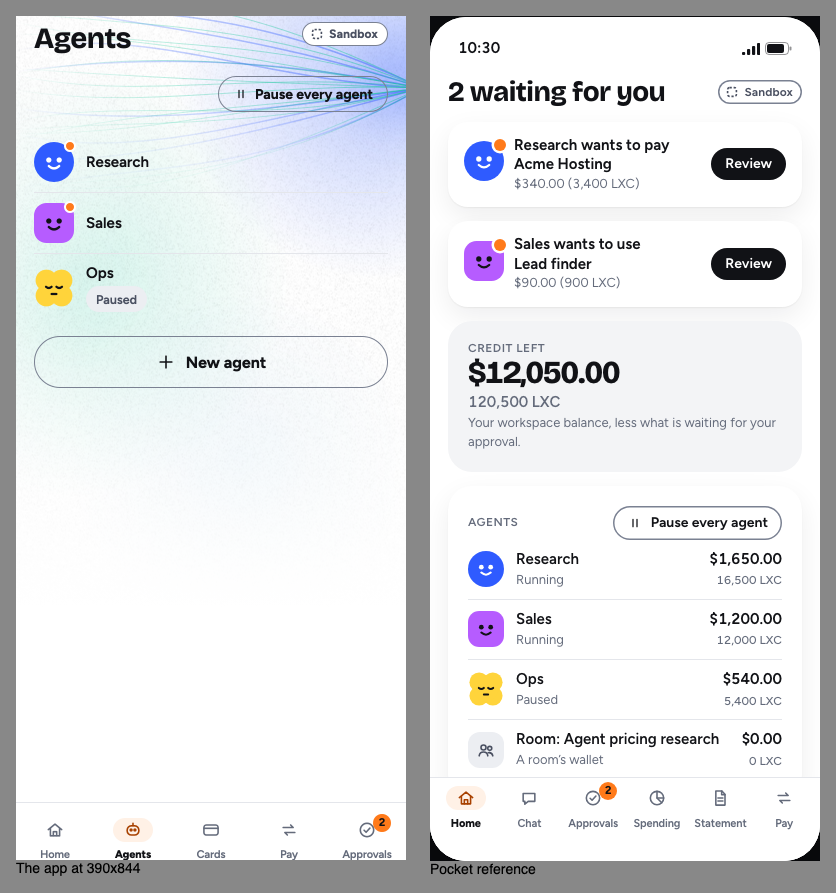 Agents
Sandbox
Pause every agent
Research
Sales
Ops
Paused
New agent
2
Home
Agents
Cards
Pay
Approvals
The app at 390x844
10:30
2 waiting for you
Sandbox
Research wants to pay
Acme Hosting
$340.00 (3,400 LXC)
Review
Sales wants to use
Lead finder
$90.00 (900 LXC)
Review
CREDIT LEFT
$12,050.00
120,500 LXC
Your workspace balance, less what is waiting for your
approval.
AGENTS
Pause every agent
Research
$1,650.00
Running
16,500 LXC
Sales
$1,200.00
Running
12,000 LXC
Ops
$540.00
Paused
5,400 LXC
Room: Agent pricing research
$0.00
A room's wallet
0 LXC
2
Home
Chat
Approvals
Spending
Statement
Pay
Pocket reference